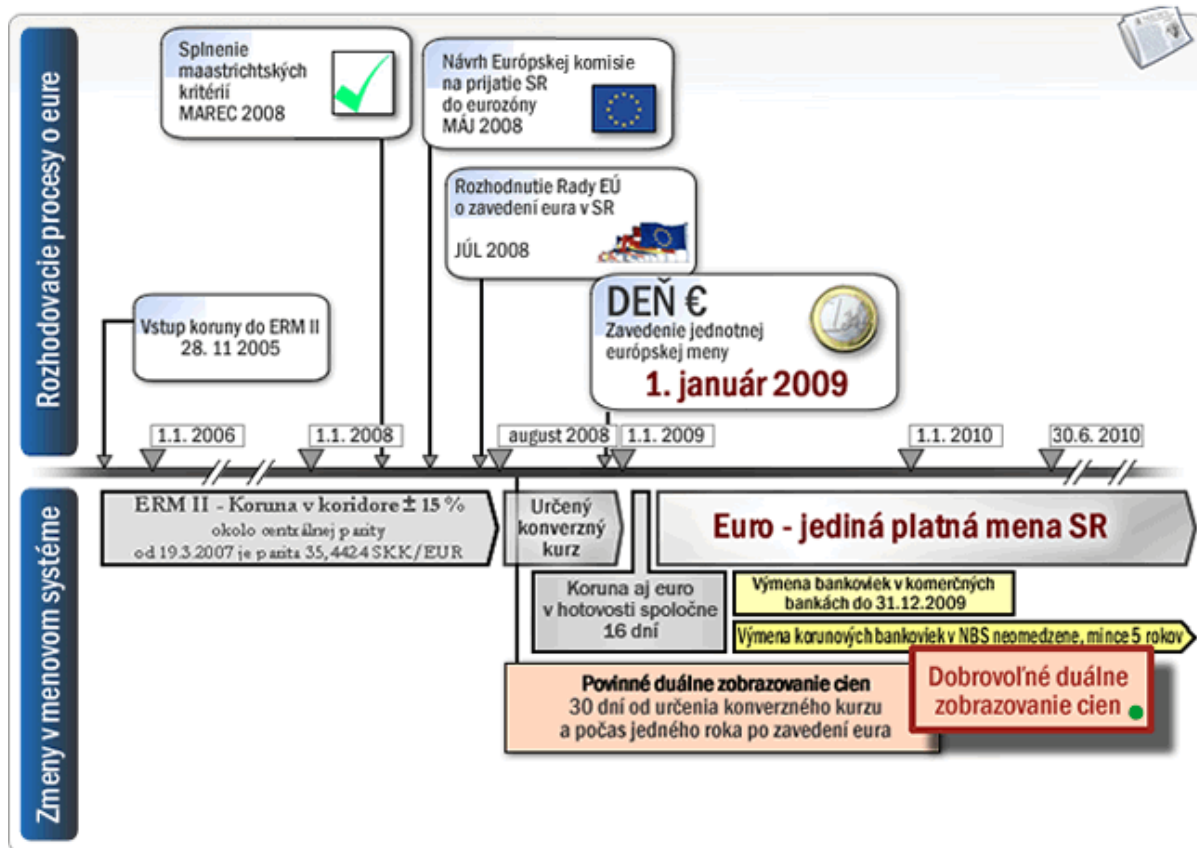 Rozhodovacie procesy o eure
Splnenie
maastrichtských
kritérií
MAREC 2008
Návrh Európskej komisie
na prijatie SR
do eurozóny
MÁJ 2008
Rozhodnutie Rady EÚ
o zavedení eura v SR
JÚL 2008
Vstup koruny do ERM II
28. 11 2005
DEŇ €
Zavedenie jednotnej
európskej meny
1. január 2009
1.1. 2006
1.1. 2008
august 2008
1.1. 2009
1.1. 2010
30.6. 2010
Zmeny v menovom systéme
ERM II - Koruna v koridore ± 15 %
okolo centrálnej parity
od 19.3.2007 je parita 35,4424 SKK/EUR
Určený
konverzný
kurz
Euro - jediná platná mena SR
Koruna aj euro
v hotovosti spoločne
16 dní
Výmena bankoviek v komerčných
bankách do 31.12.2009
Výmena korunových bankoviek v NBS neomedzene, mince 5 rokov
Povinné duálne zobrazovanie cien
30 dní od určenia konverzného kurzu
a počas jedného roka po zavedení eura
Dobrovoľné duálne
zobrazovanie cien